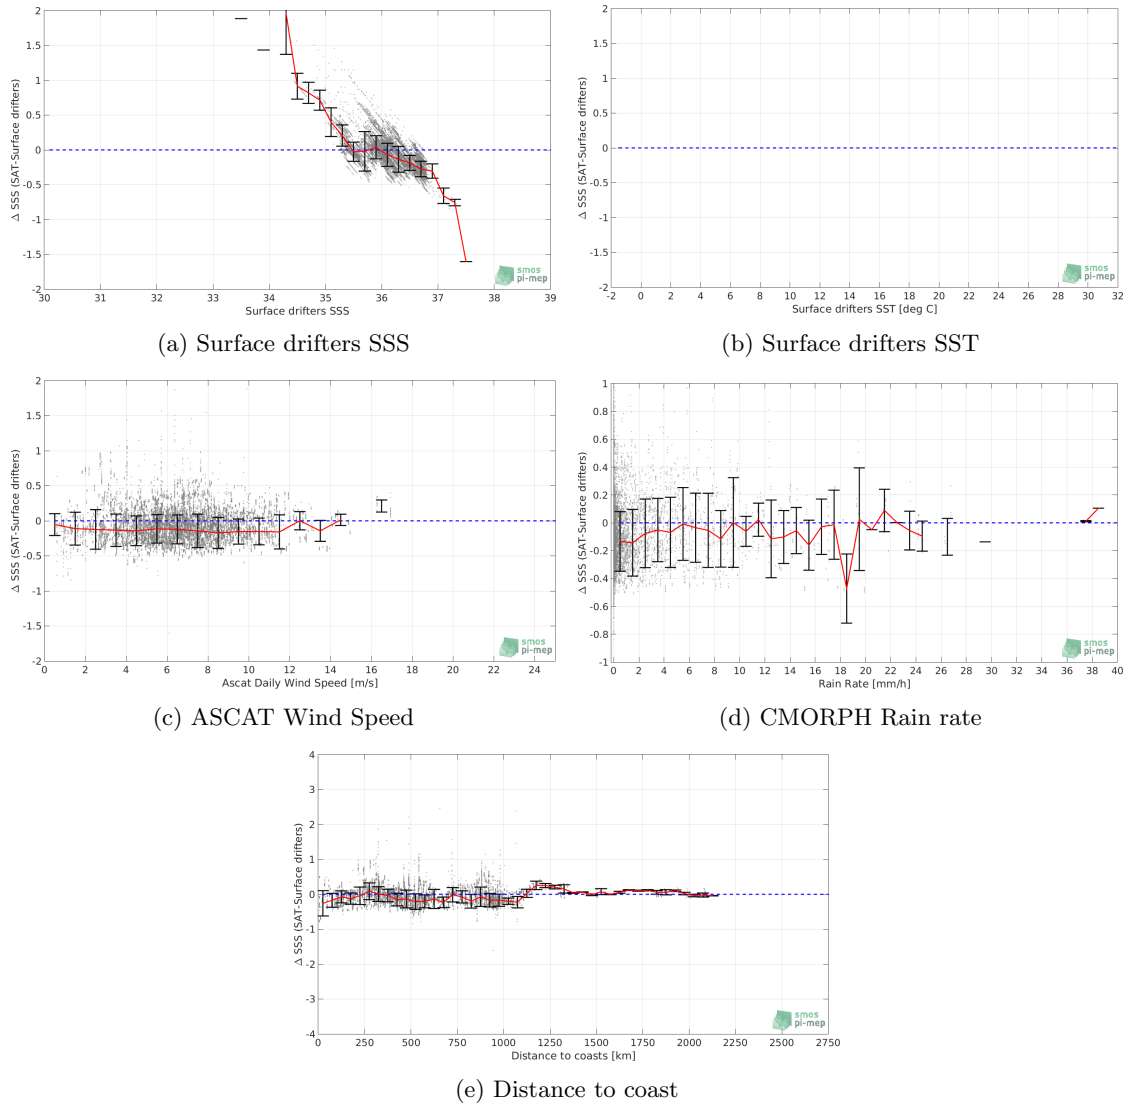 2
1.5
1
0.5
0
-0.5
-1
-1.5
-2
Δ SSS (SAT-Surface drifters)
30 31 32 33 34 35 36 37 38 39
Surface drifters SSS
smos
pi-mep
(a) Surface drifters SSS
2
1.5
1
0.5
0
-0.5
-1
-1.5
-2
Δ SSS (SAT-Surface drifters)
-2 0 2 4 6 8 10 12 14 16 18 20 22 24 26 28 30 32
Surface drifters SST [deg C]
smos
pi-mep
(b) Surface drifters SST
2
1.5
1
0.5
0
-0.5
-1
-1.5
-2
Δ SSS (SAT-Surface drifters)
0 2 4 6 8 10 12 14 16 18 20 22 24
Ascat Daily Wind Speed [m/s]
smos
pi-mep
(c) ASCAT Wind Speed
1
0.8
0.6
0.4
0.2
0
-0.2
-0.4
-0.6
-0.8
-1
Δ SSS (SAT-Surface drifters)
0 2 4 6 8 10 12 14 16 18 20 22 24 26 28 30 32 34 36 38 40
Rain Rate [mm/h]
smos
pi-mep
(d) CMORPH Rain rate
4
3
2
1
0
-1
-2
-3
-4
Δ SSS (SAT-Surface drifters)
0 250 500 750 1000 1250 1500 1750 2000 2250 2500 2750
Distance to coasts [km]
smos
pi-mep
(e) Distance to coast